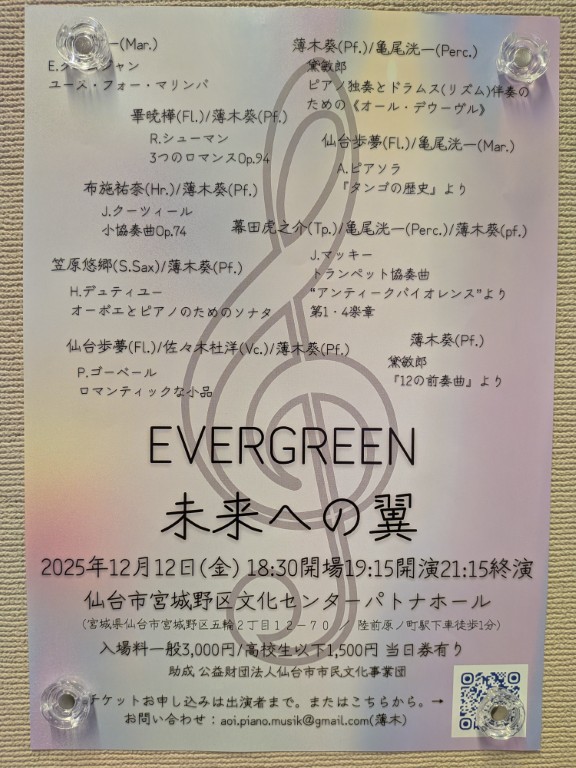 一(Mar.)
ャン
ユース・フォー・マリンバ
畢暁樺(Fl.)/薄木葵(Pf.)
R.シューマン
3つのロマンスOp.94
布施祐奈(Hr.)/薄木葵(Pf.)
J.クーツィール
小協奏曲Op.74
笠原悠郷(S.Sax)/薄木葵(Pf.)
H.デュティユー
オーボエとピアノのためのソナタ
仙台歩夢(Fl.)/佐々木杜洋(Vc.)/薄木葵(Pf.)
P.ゴーベール
ロマンティックな小品
薄木葵(Pf.)/亀尾洸一(Perc.)
黛敏郎
ピアノ独奏とドラムス(リズム)伴奏の
ための《オール・デウーヴル》
仙台歩夢(Fl.)/亀尾洸一(Mar.)
A.ピアソラ
『タンゴの歴史』より
幕田虎之介(Tp.)/亀尾洸一(Perc.)/薄木葵(pf.)
J.マッキー
トランペット協奏曲
"アンティークバイオレンス"より
第1・4楽章
薄木葵(Pf.)
黛敏郎
『12の前奏曲』より
EVERGREEN
未来への翼
2025年12月12日(金) 18:30開場19:15開演21:15終演
仙台市宮城野区文化センターパトナホール
(宮城県仙台市宮城野区五輪２丁目１２−７０ / 陸前原ノ町駅下車徒歩1分)
入場料一般3,000円/高校生以下1,500円 当日券有り
助成 公益財団法人仙台市市民文化事業団
チケットお申し込みは出演者まで。またはこちらから。→
お問い合わせ：aoi.piano.musik@gmail.com(薄木)